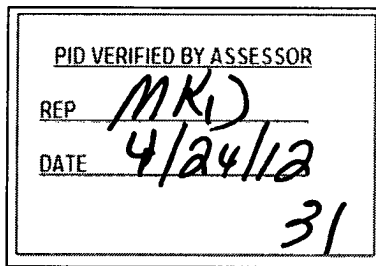 PID VERIFIED BY ASSESSOR
REP MKD
DATE 4/24/12
31